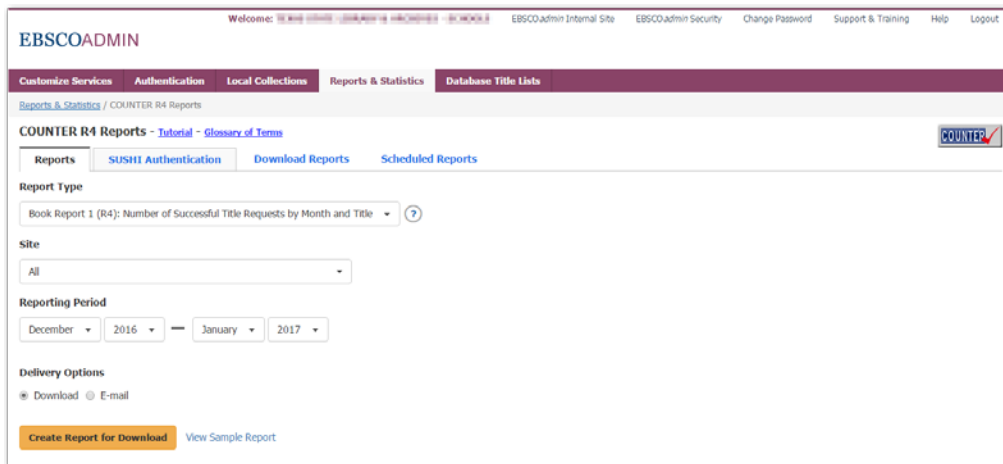 Welcome: EBSCOadmin Internal Site EBSCOadmin Security Change Password Support & Training Help Logout
EBSCOADMIN
Customize Services Authentication Local Collections Reports & Statistics Database Title Lists
Reports & Statistics / COUNTER R4 Reports
COUNTER R4 Reports - Tutorial - Glossary of Terms
COUNTER
Reports SUSHI Authentication Download Reports Scheduled Reports
Report Type
Book Report 1 (R4): Number of Successful Title Requests by Month and Title ?
Site
All
Reporting Period
December 2016 — January 2017
Delivery Options
Download E-mail
Create Report for Download View Sample Report